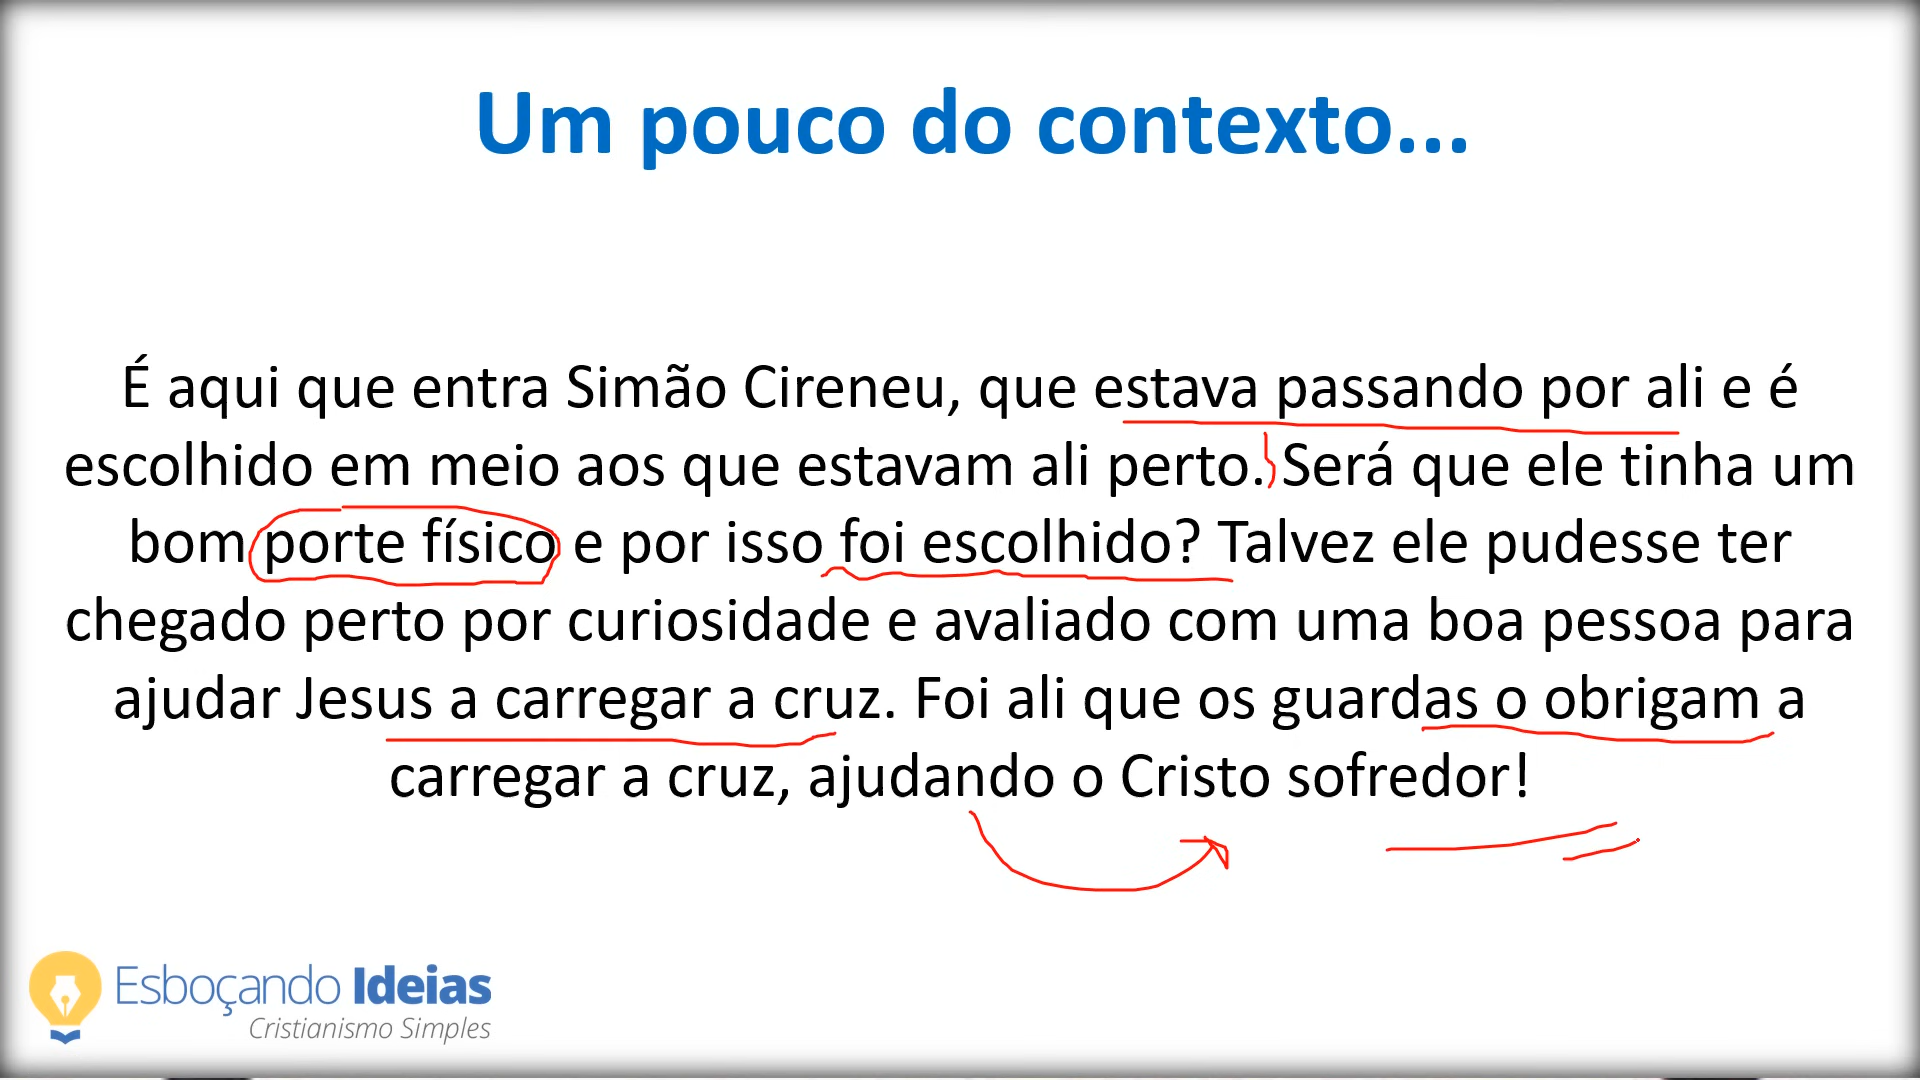 Um pouco do contexto...
É aqui que entra Simão Cireneu, que estava passando por ali e é
escolhido em meio aos que estavam ali perto. Será que ele tinha um
bom porte físico e por isso foi escolhido? Talvez ele pudesse ter
chegado perto por curiosidade e avaliado com uma boa pessoa para
ajudar Jesus a carregar a cruz. Foi ali que os guardas o obrigam a
carregar a cruz, ajudando o Cristo sofredor!
Esboçando Ideias
Cristianismo Simples